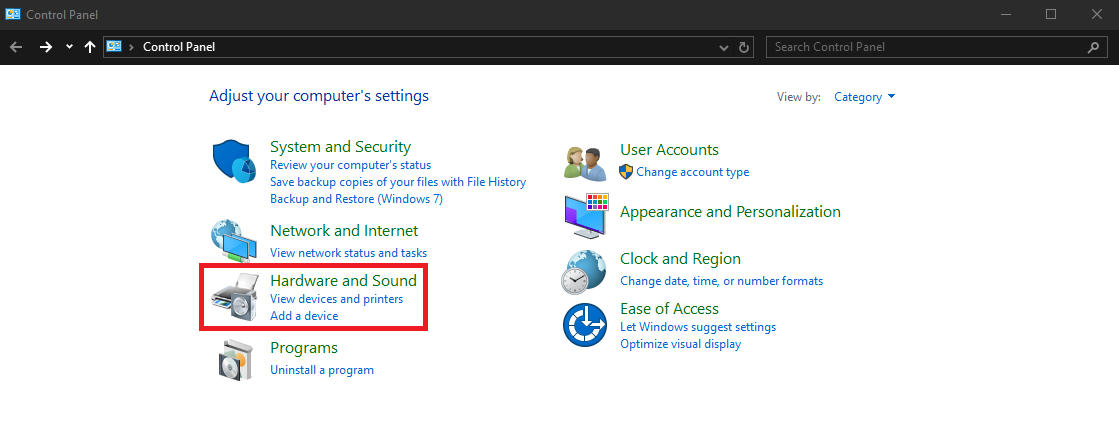 Control Panel
Control Panel
Search Control Panel
Adjust your computer's settings
View by: Category
System and Security
Review your computer's status
Save backup copies of your files with File History
Backup and Restore (Windows 7)
Network and Internet
View network status and tasks
Hardware and Sound
View devices and printers
Add a device
Programs
Uninstall a program
User Accounts
Change account type
Appearance and Personalization
Clock and Region
Change date, time, or number formats
Ease of Access
Let Windows suggest settings
Optimize visual display